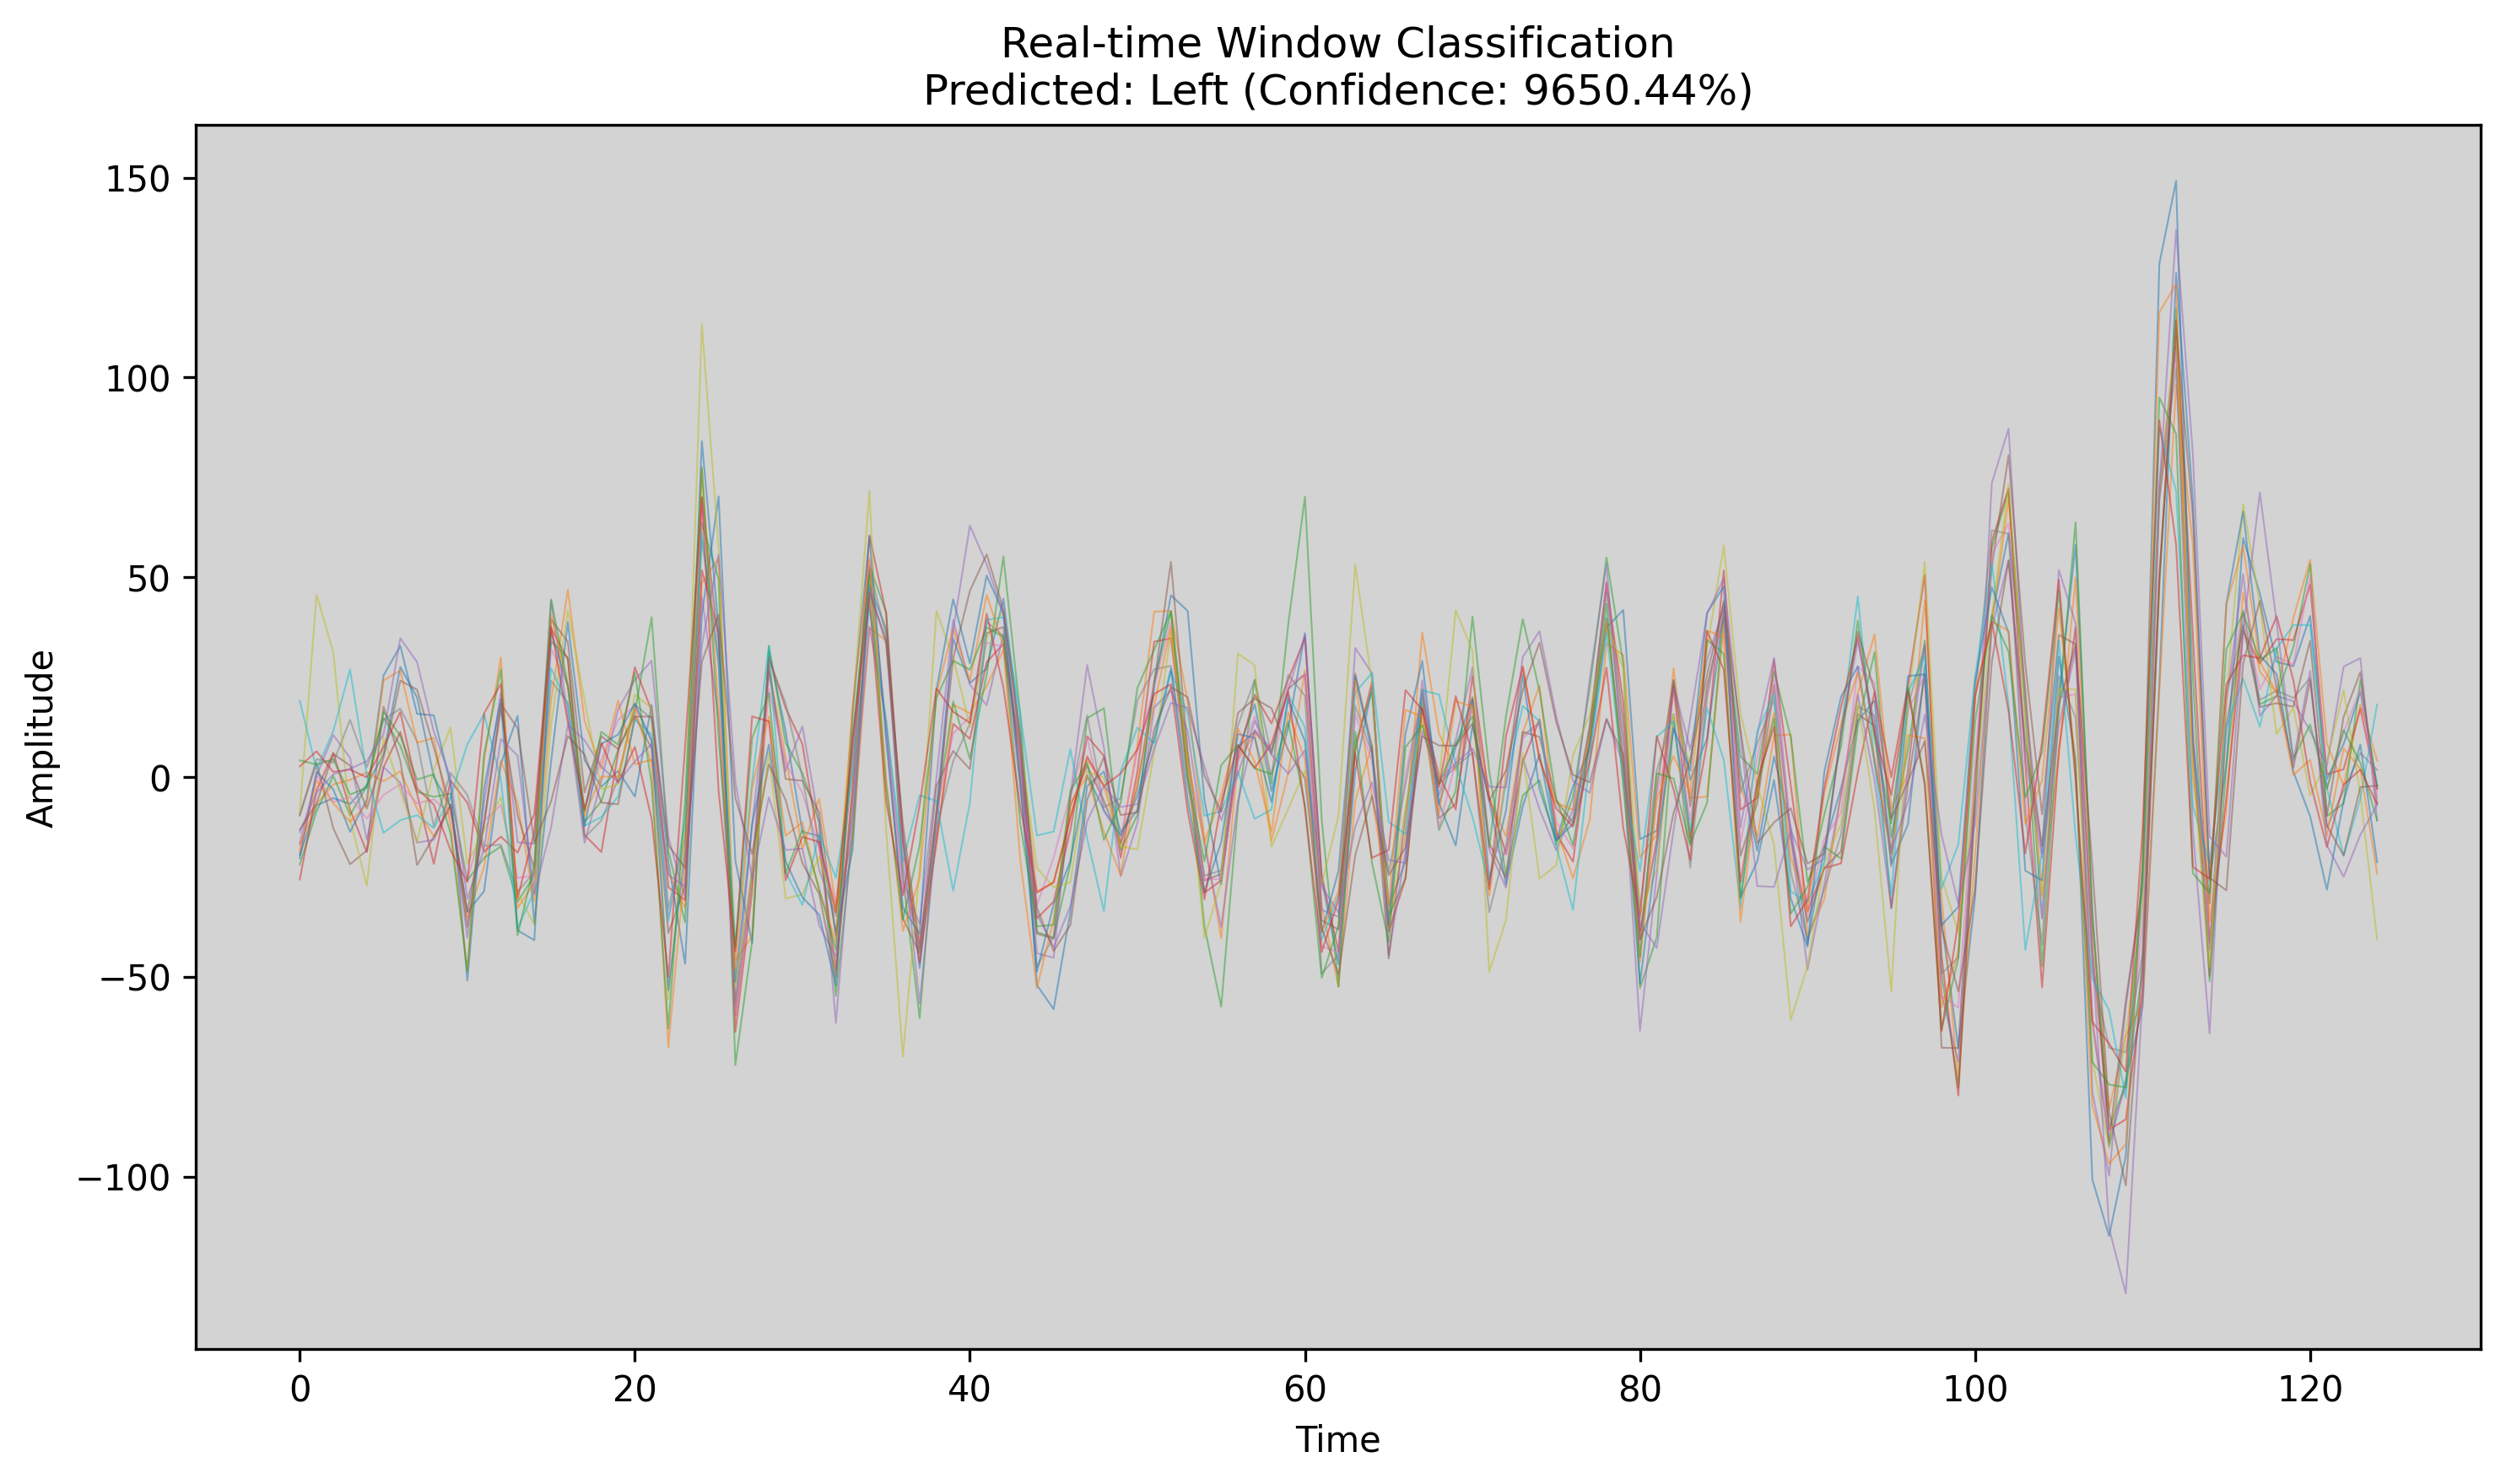 Real-time Window Classification
Predicted: Left (Confidence: 9650.44%)
150
100
50
0
−50
−100
Amplitude
0 20 40 60 80 100 120
Time